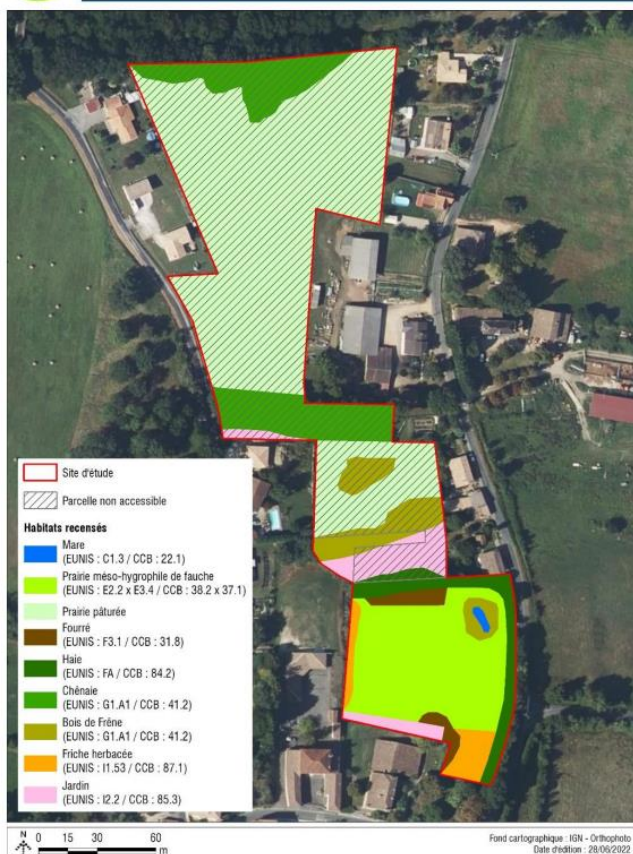 Site d'étude
Parcelle non accessible
Habitats recensés
Mare
(EUNIS : C1.3 / CCB : 22.1)
Prairie méso-hygrophile de fauche
(EUNIS : E2.2 x E3.4 / CCB : 38.2 x 37.1)
Prairie pâturée
Fourré
(EUNIS : F3.1 / CCB : 31.8)
Haie
(EUNIS : FA / CCB : 84.2)
Chênaie
(EUNIS : G1.A1 / CCB : 41.2)
Bois de Frêne
(EUNIS : G1.A1 / CCB : 41.2)
Friche herbacée
(EUNIS : I1.53 / CCB : 87.1)
Jardin
(EUNIS : I2.2 / CCB : 85.3)
N 0 15 30 60
m
Fond cartographique : IGN - Orthophoto
Date d'édition : 28/06/2022